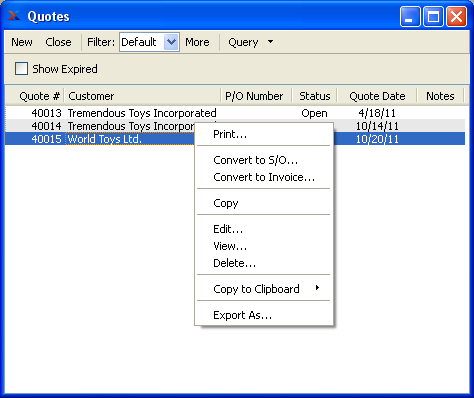 Quotes
New Close Filter: Default More Query
Show Expired
Quote # Customer P/O Number Status Quote Date Notes
40013 Tremendous Toys Incorporated Open 4/18/11
40014 Tremendous Toys 10/14/11
40015 World Toys Ltd. 10/20/11
Print...
Convert to S/O...
Convert to Invoice...
Copy
Edit...
View...
Delete...
Copy to Clipboard
Export As...